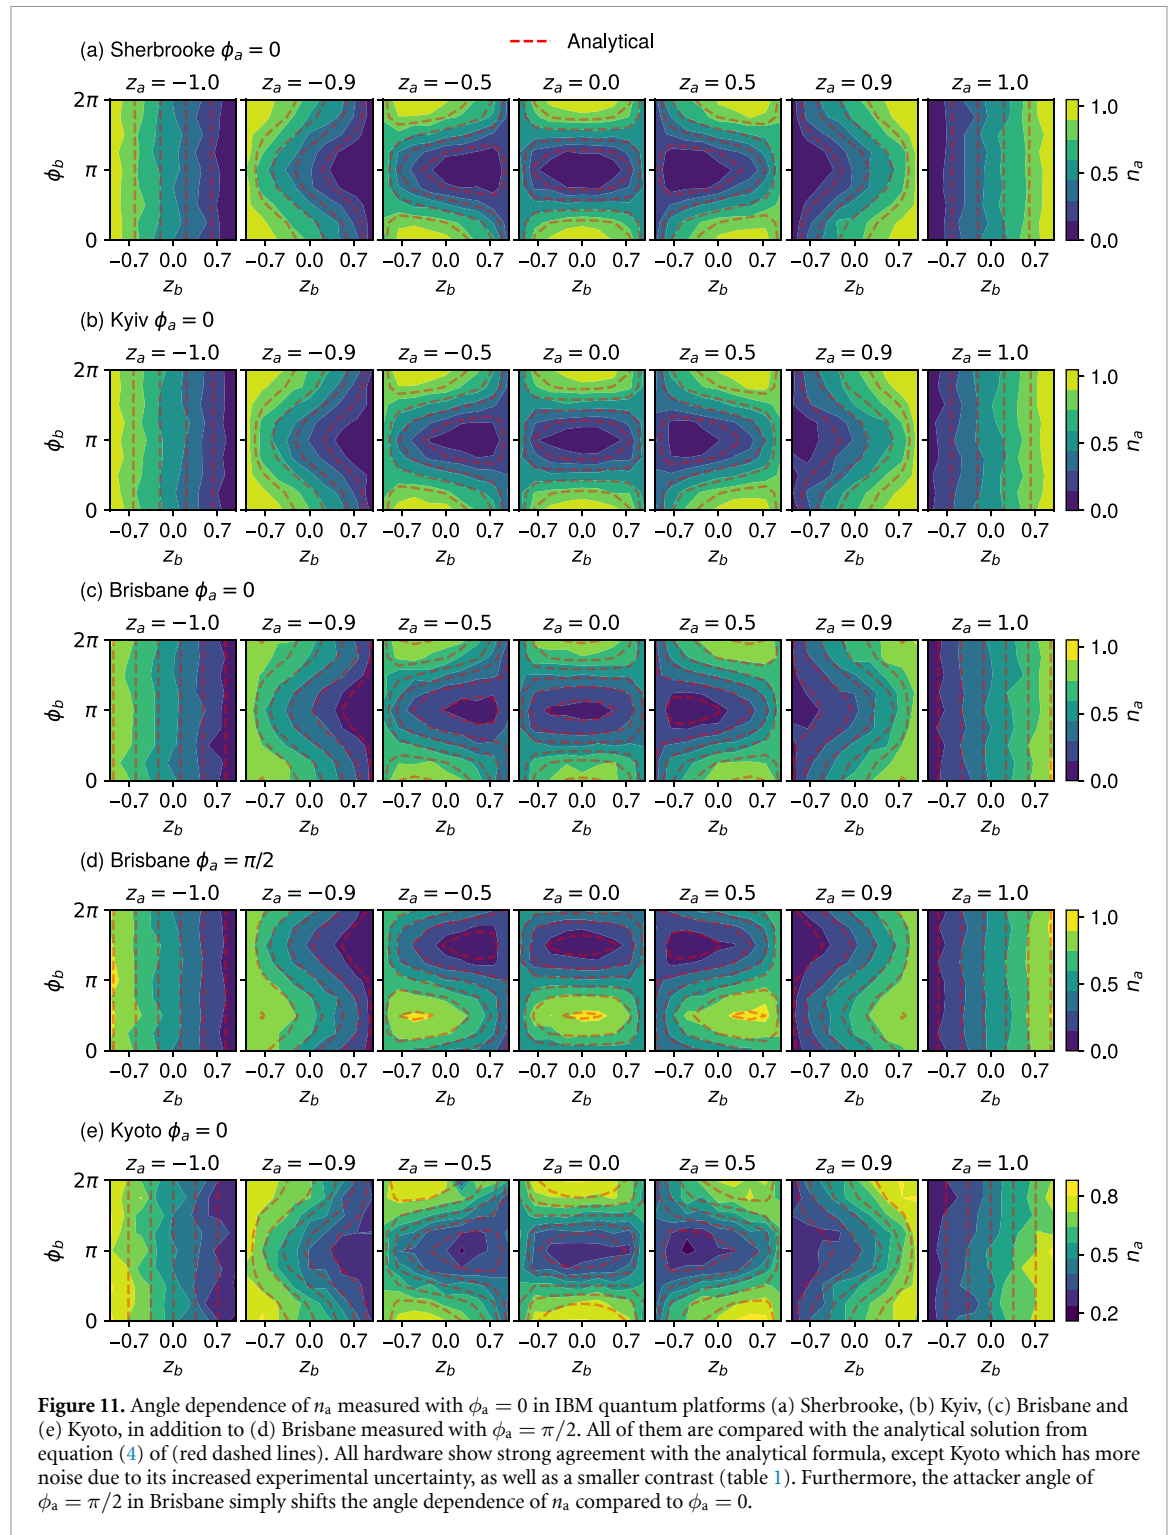 (a) Sherbrooke ϕa = 0
Analytical
za = −1.0 za = −0.9 za = −0.5 za = 0.0 za = 0.5 za = 0.9 za = 1.0
2π
π
0
ϕb
−0.7 0.0 0.7 −0.7 0.0 0.7 −0.7 0.0 0.7 −0.7 0.0 0.7 −0.7 0.0 0.7 −0.7 0.0 0.7 −0.7 0.0 0.7
zb zb zb zb zb zb zb
1.0
0.5
0.0
na
(b) Kyiv ϕa = 0
za = −1.0 za = −0.9 za = −0.5 za = 0.0 za = 0.5 za = 0.9 za = 1.0
2π
π
0
ϕb
−0.7 0.0 0.7 −0.7 0.0 0.7 −0.7 0.0 0.7 −0.7 0.0 0.7 −0.7 0.0 0.7 −0.7 0.0 0.7 −0.7 0.0 0.7
zb zb zb zb zb zb zb
1.0
0.5
0.0
na
(c) Brisbane ϕa = 0
za = −1.0 za = −0.9 za = −0.5 za = 0.0 za = 0.5 za = 0.9 za = 1.0
2π
π
0
ϕb
−0.7 0.0 0.7 −0.7 0.0 0.7 −0.7 0.0 0.7 −0.7 0.0 0.7 −0.7 0.0 0.7 −0.7 0.0 0.7 −0.7 0.0 0.7
zb zb zb zb zb zb zb
1.0
0.5
0.0
na
(d) Brisbane ϕa = π/2
za = −1.0 za = −0.9 za = −0.5 za = 0.0 za = 0.5 za = 0.9 za = 1.0
2π
π
0
ϕb
−0.7 0.0 0.7 −0.7 0.0 0.7 −0.7 0.0 0.7 −0.7 0.0 0.7 −0.7 0.0 0.7 −0.7 0.0 0.7 −0.7 0.0 0.7
zb zb zb zb zb zb zb
1.0
0.5
0.0
na
(e) Kyoto ϕa = 0
za = −1.0 za = −0.9 za = −0.5 za = 0.0 za = 0.5 za = 0.9 za = 1.0
2π
π
0
ϕb
−0.7 0.0 0.7 −0.7 0.0 0.7 −0.7 0.0 0.7 −0.7 0.0 0.7 −0.7 0.0 0.7 −0.7 0.0 0.7 −0.7 0.0 0.7
zb zb zb zb zb zb zb
0.8
0.5
0.2
na
Figure 11. Angle dependence of na measured with ϕa = 0 in IBM quantum platforms (a) Sherbrooke, (b) Kyiv, (c) Brisbane and
(e) Kyoto, in addition to (d) Brisbane measured with ϕa = π/2. All of them are compared with the analytical solution from
equation (4) of (red dashed lines). All hardware show strong agreement with the analytical formula, except Kyoto which has more
noise due to its increased experimental uncertainty, as well as a smaller contrast (table 1). Furthermore, the attacker angle of
ϕa = π/2 in Brisbane simply shifts the angle dependence of na compared to ϕa = 0.